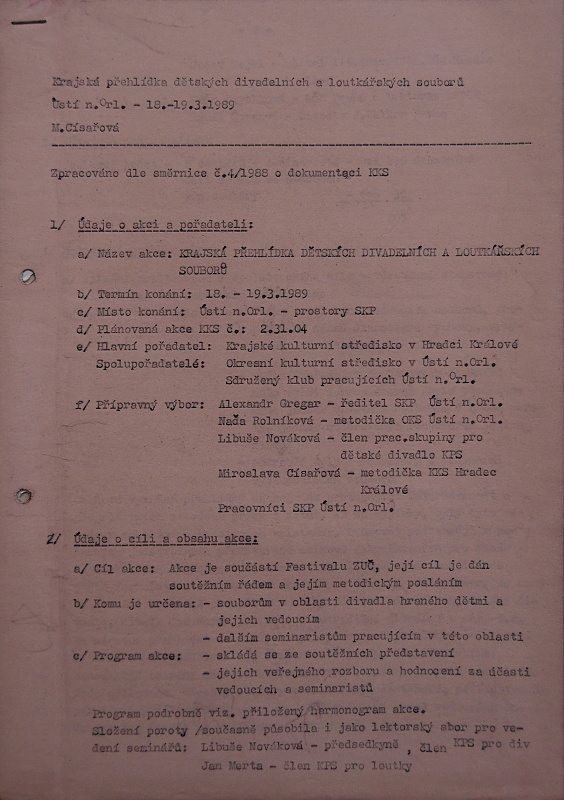 Krajská přehlídka dětských divadelních a loutkářských souborů
Ústí n.Orl. - 18.-19.3.1989
M.Císařová
Zpracováno dle směrnice č.4/1988 o dokumentaci KKS
1/ Údaje o akci a pořadateli:
a/ Název akce: KRAJSKÁ PŘEHLÍDKA DĚTSKÝCH DIVADELNÍCH A LOUTKÁŘSKÝCH
SOUBORŮ
b/ Termín konání: 18. - 19.3.1989
c/ Místo konání: Ústí n.Orl. - prostory SKP
d/ Plánovaná akce KKS č.: 2.31.04
e/ Hlavní pořadatel: Krajské kulturní středisko v Hradci Králové
Spolupořadatelé: Okresní kulturní středisko v Ústí n.Orl.
Sdružený klub pracujících Ústí n.Orl.
f/ Přípravný výbor: Alexandr Gregar - ředitel SKP Ústí n.Orl.
Naďa Rolníková - metodička OKS Ústí n.Orl.
Libuše Nováková - člen prac.skupiny pro
dětské divadlo KPS
Miroslava Císařová - metodička KKS Hradec
Králové
Pracovníci SKP Ústí n.Orl.
2/ Údaje o cíli a obsahu akce:
a/ Cíl akce: Akce je součástí Festivalu ZUČ, její cíl je dán
soutěžním řádem a jejím metodickým posláním
b/ Komu je určena: - souborům v oblasti divadla hraného dětmi a
jejich vedoucím
- dalším seminaristům pracujícím v této oblasti
c/ Program akce: - skládá se ze soutěžních představení
- jejich veřejného rozboru a hodnocení za účasti
vedoucích a seminaristů
Program podrobně viz. přiložený harmonogram akce.
Složení poroty /současně působila i jako lektorský sbor pro ve-
dení seminářů: Libuše Nováková - předsedkyně , člen KPS pro div
Jan Merta - člen KPS pro loutky